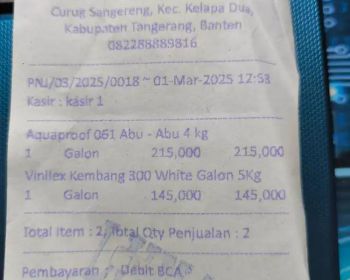 Curug Sangereng, Kec. Kelapa Dua,
Kabupaten Tangerang, Banten
082288889816
PNJ/03/2025/0018 ~ 01-Mar-2025 12:53
Kasir : kasir 1
Aquaproof 061 Abu - Abu 4 kg
1 Galon 215,000 215,000
Vinilex Kembang 300 White Galon 5Kg
1 Galon 145,000 145,000
Total Item : 2, Total Qty Penjualan : 2
Pembayaran : Debit BCA